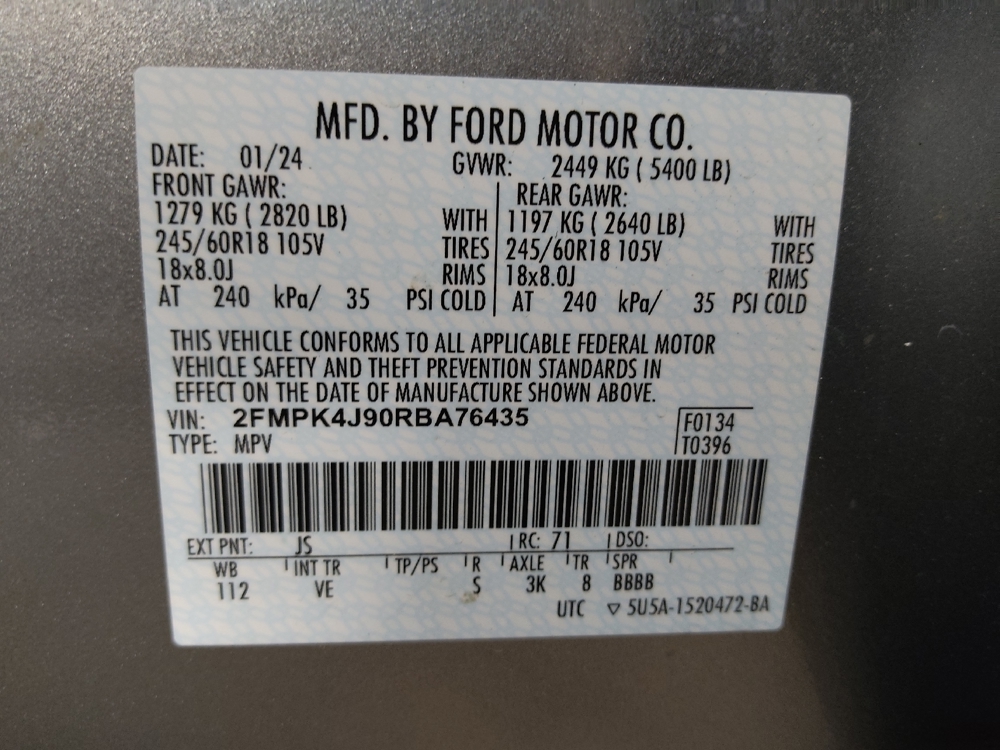 MFD. BY FORD MOTOR CO.
DATE: 01/24 GVWR: 2449 KG ( 5400 LB)
FRONT GAWR: REAR GAWR:
1279 KG ( 2820 LB) WITH 1197 KG ( 2640 LB) WITH
245/60R18 105V TIRES 245/60R18 105V TIRES
18x8.0J RIMS 18x8.0J RIMS
AT 240 kPa/ 35 PSI COLD AT 240 kPa/ 35 PSI COLD
THIS VEHICLE CONFORMS TO ALL APPLICABLE FEDERAL MOTOR
VEHICLE SAFETY AND THEFT PREVENTION STANDARDS IN
EFFECT ON THE DATE OF MANUFACTURE SHOWN ABOVE.
VIN: 2FMPK4J90RBA76435 F0134
TYPE: MPV T0396
EXT PNT: JS RC: 71 DSO:
WB INT TR TP/PS R AXLE TR SPR
112 VE S 3K 8 BBBB
UTC ▽ 5U5A-1520472-BA